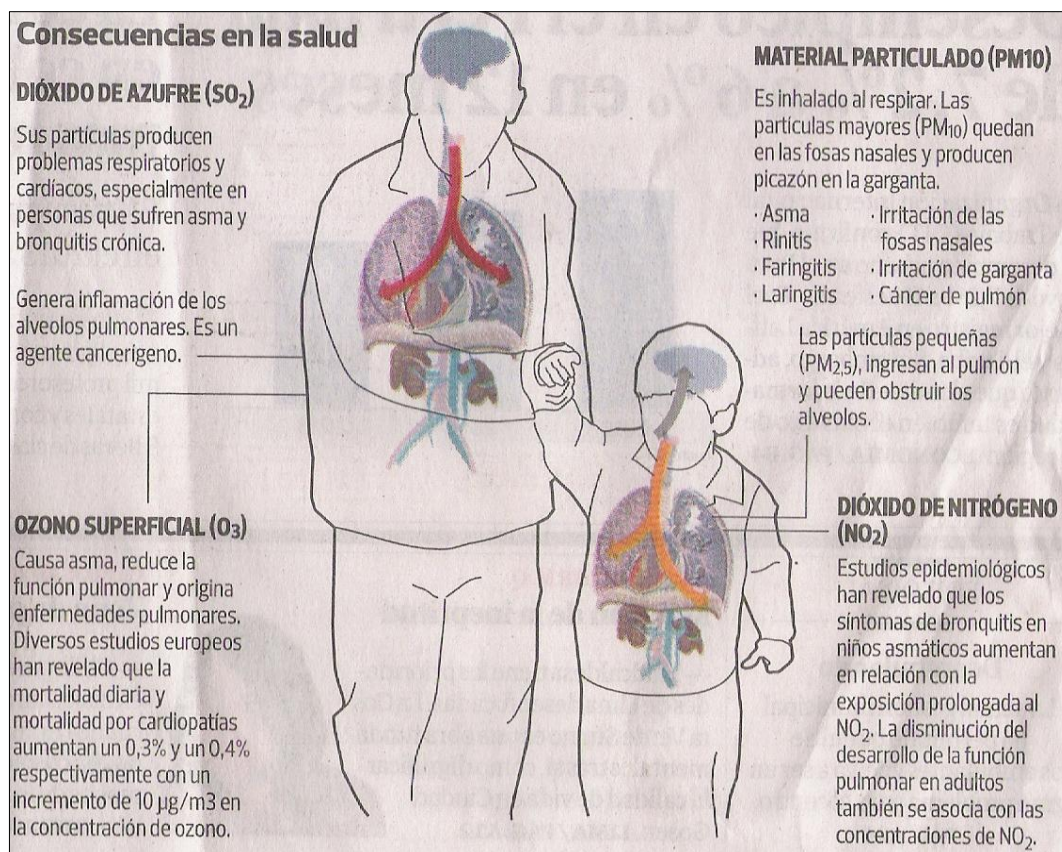 Consecuencias en la salud
DIÓXIDO DE AZUFRE (SO₂)
Sus partículas producen
problemas respiratorios y
cardíacos, especialmente en
personas que sufren asma y
bronquitis crónica.
Genera inflamación de los
alveolos pulmonares. Es un
agente cancerigeno.
OZONO SUPERFICIAL (O₃)
Causa asma, reduce la
función pulmonar y origina
enfermedades pulmonares.
Diversos estudios europeos
han revelado que la
mortalidad diaria y
mortalidad por cardiopatías
aumentan un 0,3% y un 0,4%
respectivamente con un
incremento de 10 µg/m3 en
la concentración de ozono.
MATERIAL PARTICULADO (PM10)
Es inhalado al respirar. Las
partículas mayores (PM₁₀) quedan
en las fosas nasales y producen
picazón en la garganta.
· Asma
· Rinitis
· Faringitis
· Laringitis
· Irritación de las
fosas nasales
· Irritación de garganta
· Cáncer de pulmón
Las partículas pequeñas
(PM₂,₅), ingresan al pulmón
y pueden obstruir los
alveolos.
DIÓXIDO DE NITRÓGENO
(NO₂)
Estudios epidemiológicos
han revelado que los
síntomas de bronquitis en
niños asmáticos aumentan
en relación con la
exposición prolongada al
NO₂. La disminución del
desarrollo de la función
pulmonar en adultos
también se asocia con las
concentraciones de NO₂.